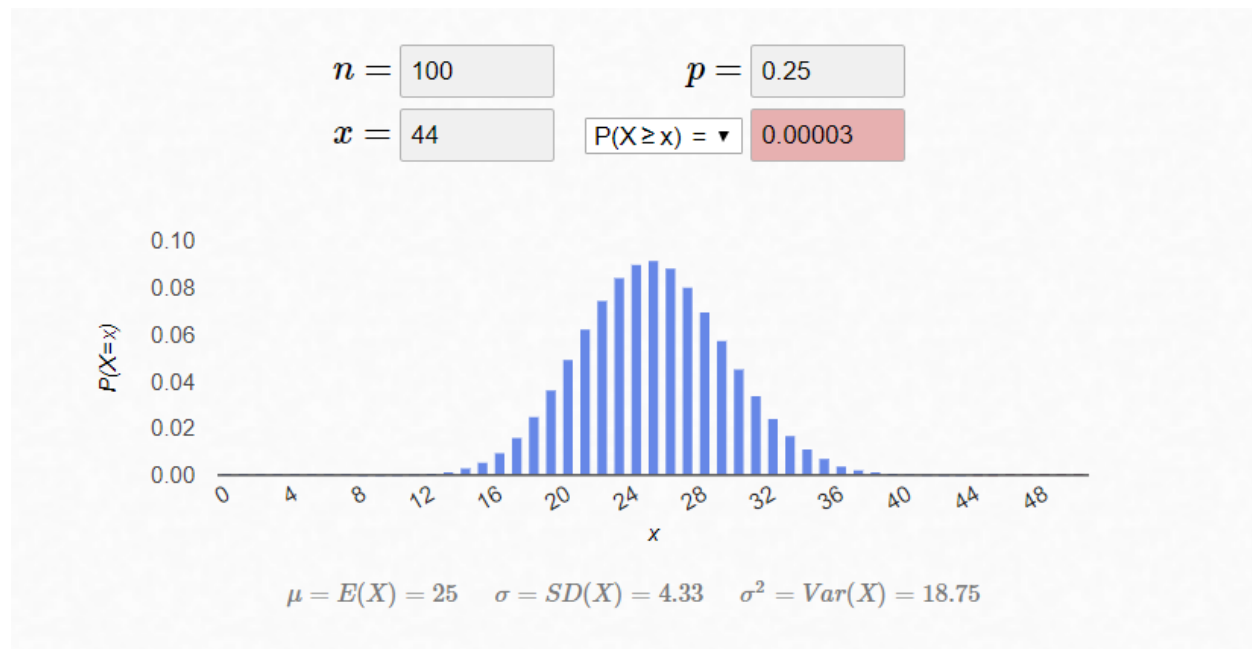 n = 100 p = 0.25
x = 44 P(X ≥ x) = ▼ 0.00003
0.10
0.08
0.06
0.04
0.02
0.00
P(X=x)
0 4 8 12 16 20 24 28 32 36 40 44 48
x
μ = E(X) = 25 σ = SD(X) = 4.33 σ² = Var(X) = 18.75